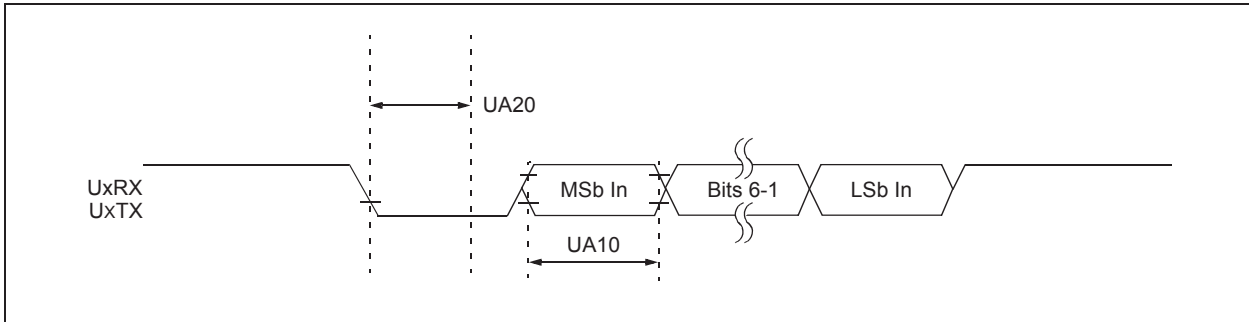 UA20
UxRX
UxTX
MSb In
Bits 6-1
LSb In
UA10